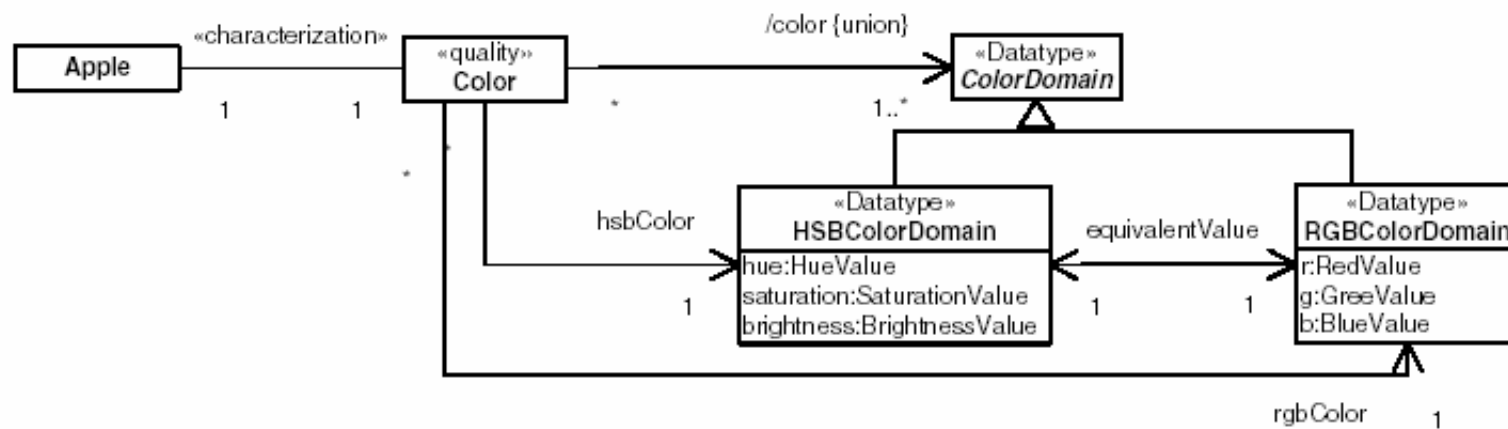 /color {union}
«characterization»
Apple
«quality»
Color
«Datatype»
ColorDomain
1
1
*
1..*
*
*
«Datatype»
HSBColorDomain
hue:HueValue
saturation:SaturationValue
brightness:BrightnessValue
hsbColor
1
equivalentValue
1
1
«Datatype»
RGBColorDomain
r:RedValue
g:GreeValue
b:BlueValue
rgbColor
1